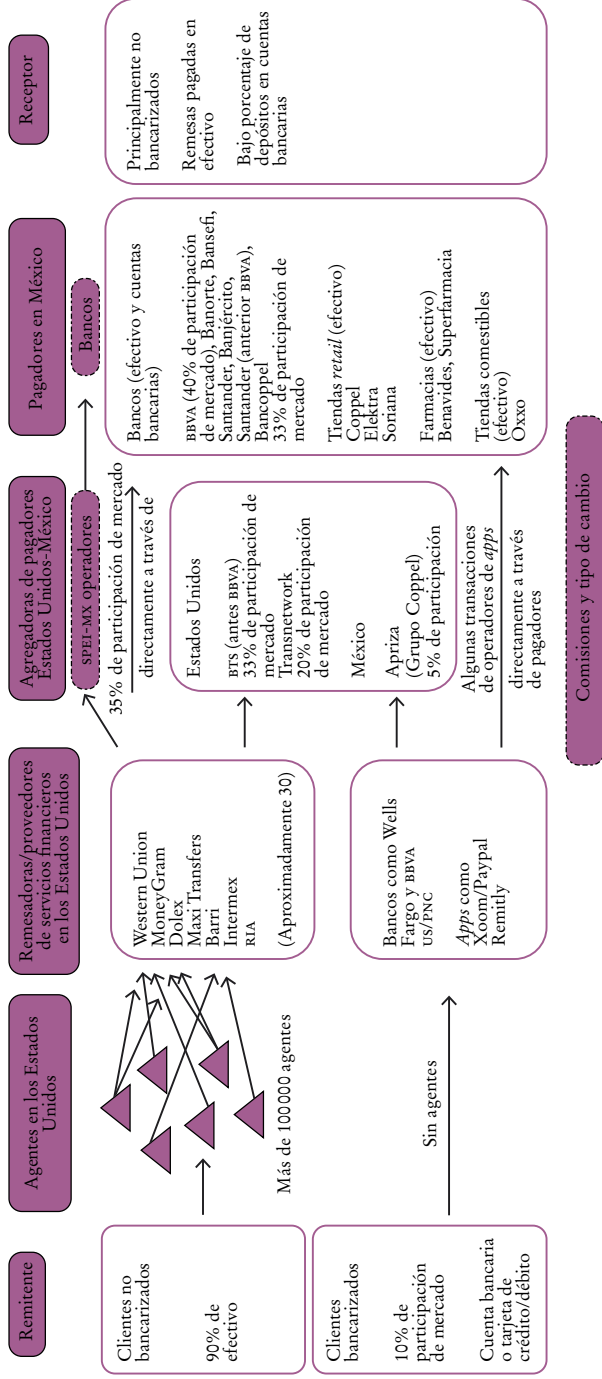 Remitente
Clientes no
bancarizados
90% de
efectivo
Clientes
bancarizados
10% de
participación
de mercado
Cuenta bancaria
o tarjeta de
crédito/débito
Agentes en los Estados
Unidos
Más de 100 000 agentes
Sin agentes
Remesadoras/proveedores
de servicios financieros
en los Estados Unidos
Western Union
MoneyGram
Dolex
Maxi Transfers
Barri
Intermex
RIA
(Aproximadamente 30)
Bancos como Wells
Fargo y BBVA
US/PNC
Apps como
Xoom/Paypal
Remitly
Agregadoras de pagadores
Estados Unidos-México
SPEI-MX operadores
35% de participación de mercado
directamente a través de
Estados Unidos
BTS (antes BBVA)
33% de participación de
mercado
Transnetwork
20% de participación
de mercado
México
Apriza
(Grupo Coppel)
5% de participación
Algunas transacciones
de operadores de apps
directamente a través
de pagadores
Pagadores en México
Bancos
Bancos (efectivo y cuentas
bancarias)
BBVA (40% de participación
de mercado), Banorte, Bansefi,
Santander, Banjército,
Santander (anterior BBVA),
Bancoppel
33% de participación de
mercado
Tiendas retail (efectivo)
Coppel
Elektra
Soriana
Farmacias (efectivo)
Benavides, Superfarmacia
Tiendas comestibles
(efectivo)
Oxxo
Receptor
Principalmente no
bancarizados
Remesas pagadas en
efectivo
Bajo porcentaje de
depósitos en cuentas
bancarias
Comisiones y tipo de cambio